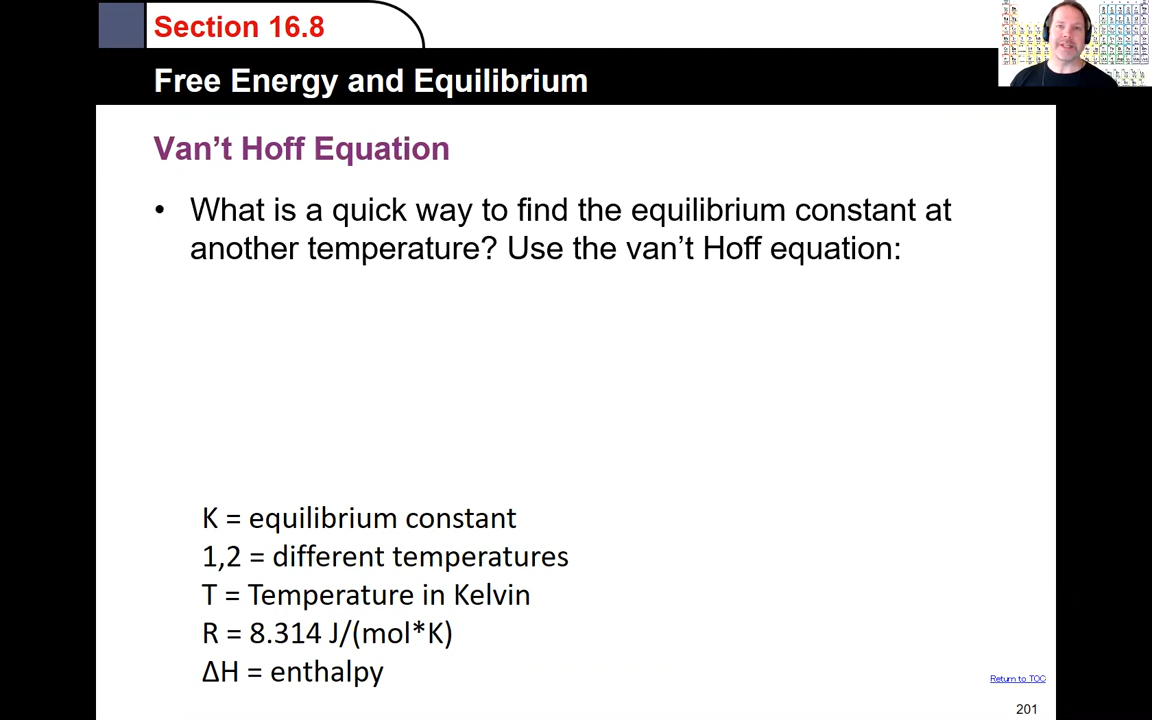 Section 16.8
Free Energy and Equilibrium
Van’t Hoff Equation
• What is a quick way to find the equilibrium constant at
another temperature? Use the van’t Hoff equation:
K = equilibrium constant
1,2 = different temperatures
T = Temperature in Kelvin
R = 8.314 J/(mol*K)
ΔH = enthalpy
Return to TOC
201